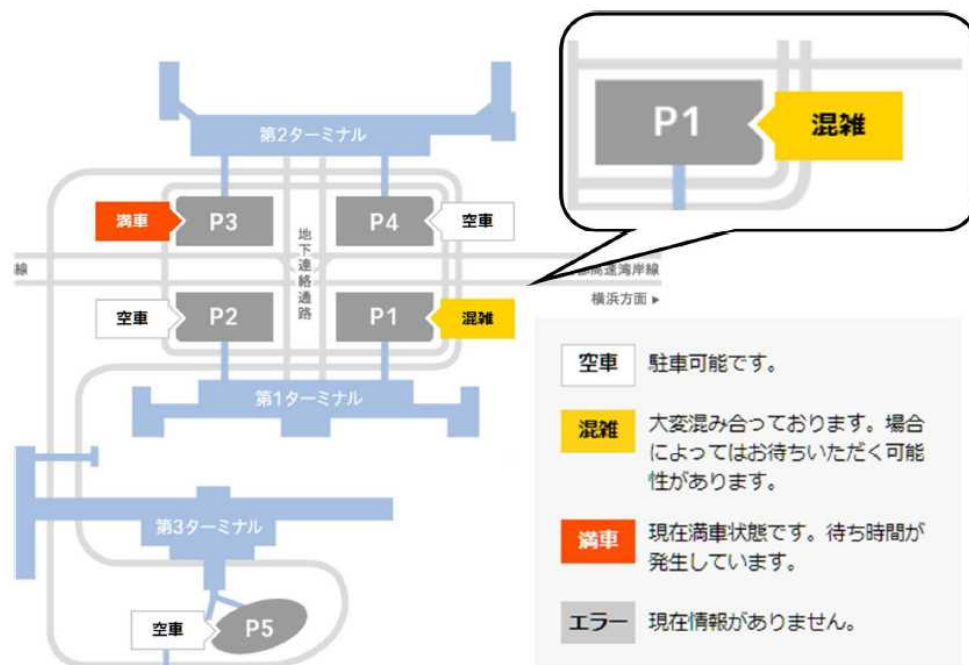 P1
混雑
第2ターミナル
満車
P3
P4
空車
地下連絡通路
線
高速湾岸線
横浜方面 ▶
空車
P2
P1
混雑
第1ターミナル
第3ターミナル
空車
P5
空車
駐車可能です。
混雑
大変混み合っております。場合
によってはお待ちいただく可能
性があります。
満車
現在満車状態です。待ち時間が
発生しています。
エラー
現在情報がありません。